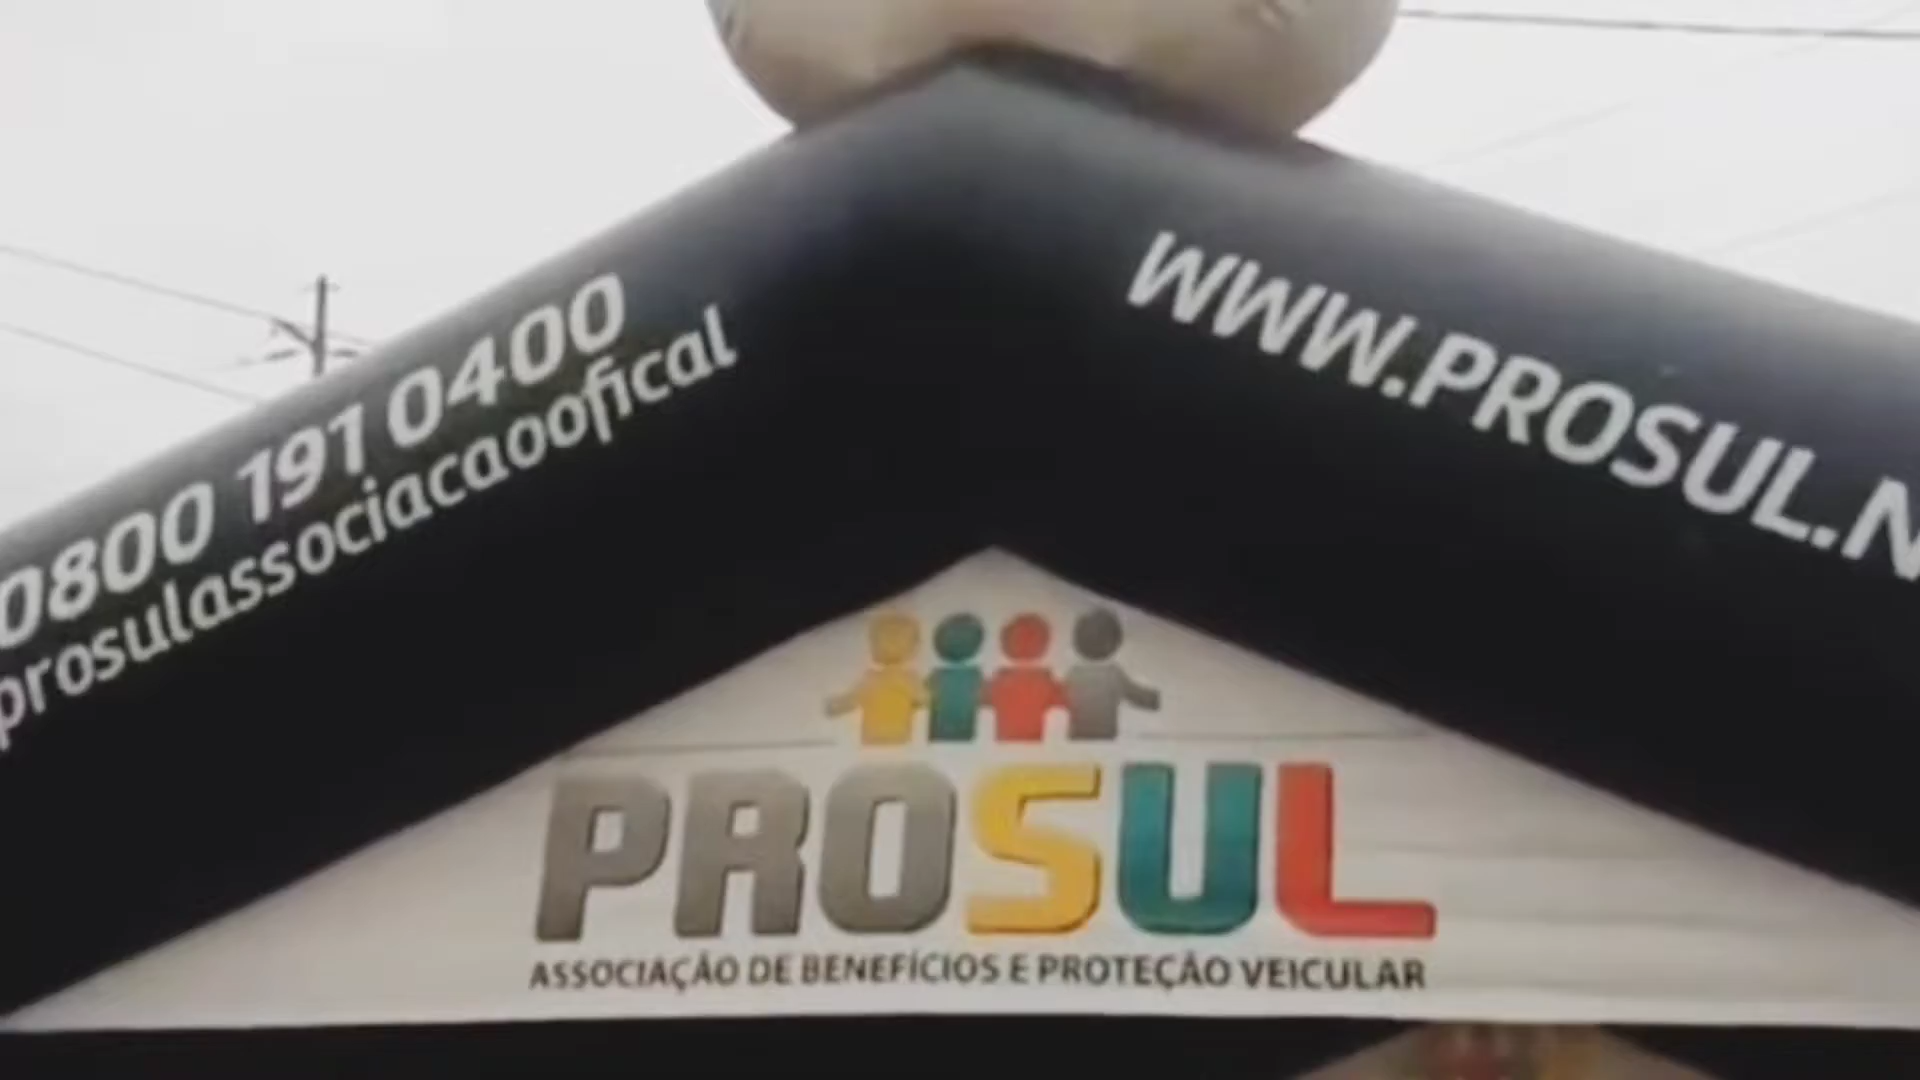 0800 191 0400
prosulassociacaoofical
WWW.PROSUL.N
PROSUL
ASSOCIAÇÃO DE BENEFÍCIOS E PROTEÇÃO VEICULAR